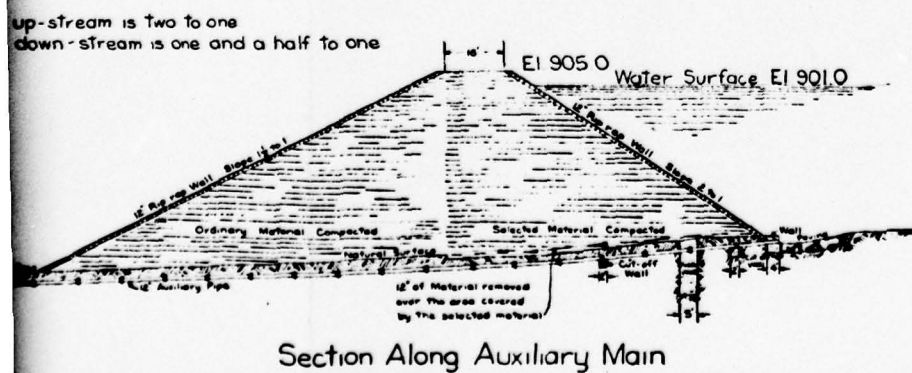 up-stream is two to one
down-stream is one and a half to one
16'
El 905 0
Water Surface El 901.0
12" Rip rap Wall Slope 1½ to 1
12" Rip rap Wall Slope 2 to 1
Ordinary Material Compacted
Selected Material Compacted
Wall
Natural Surface
Cut-off
Wall
12" Auxiliary Pipe
12" of Material removed
over the area covered
by the selected material
5'
Section Along Auxiliary Main